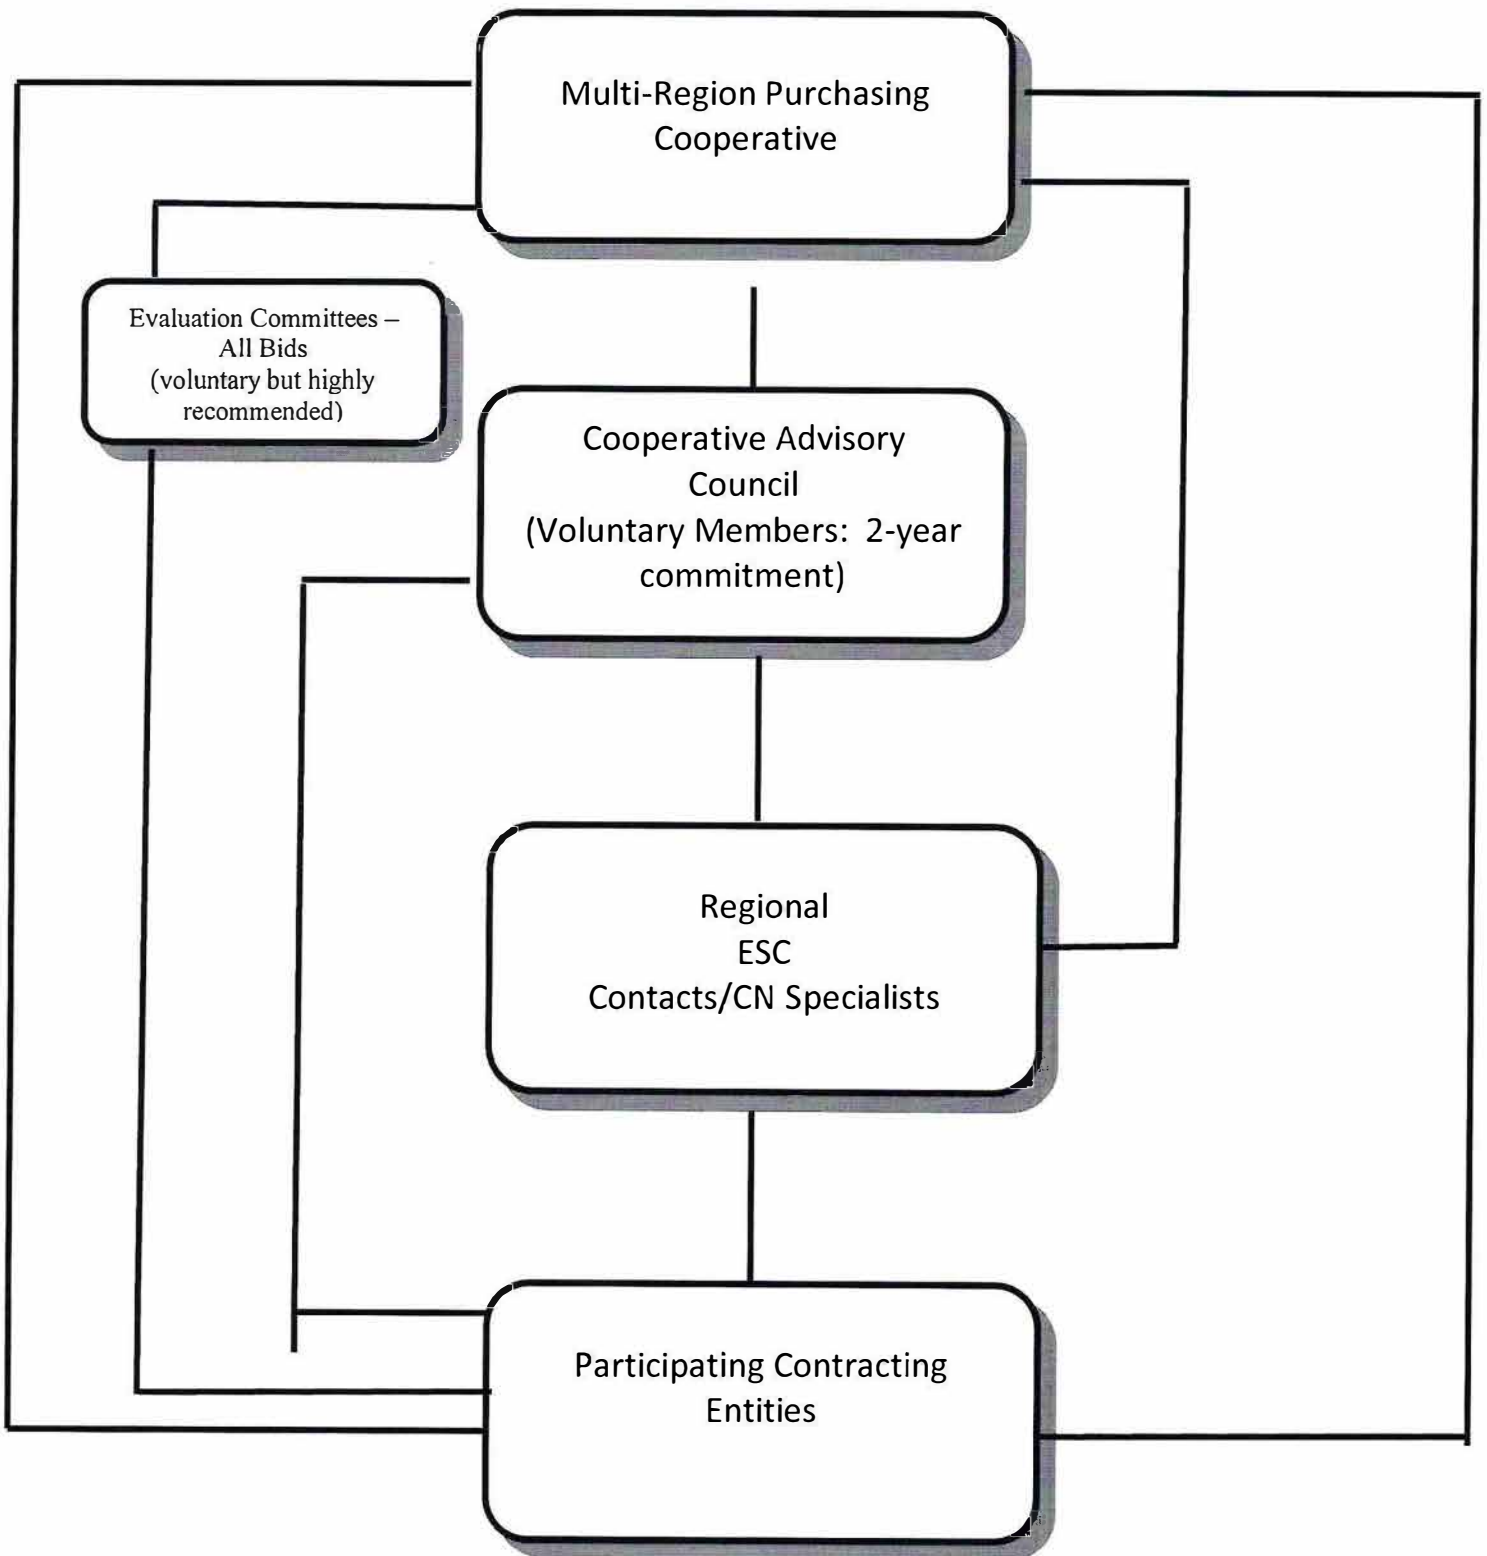 Multi-Region Purchasing
Cooperative
Evaluation Committees –
All Bids
(voluntary but highly
recommended)
Cooperative Advisory
Council
(Voluntary Members:  2-year
commitment)
Regional
ESC
Contacts/CN Specialists
Participating Contracting
Entities